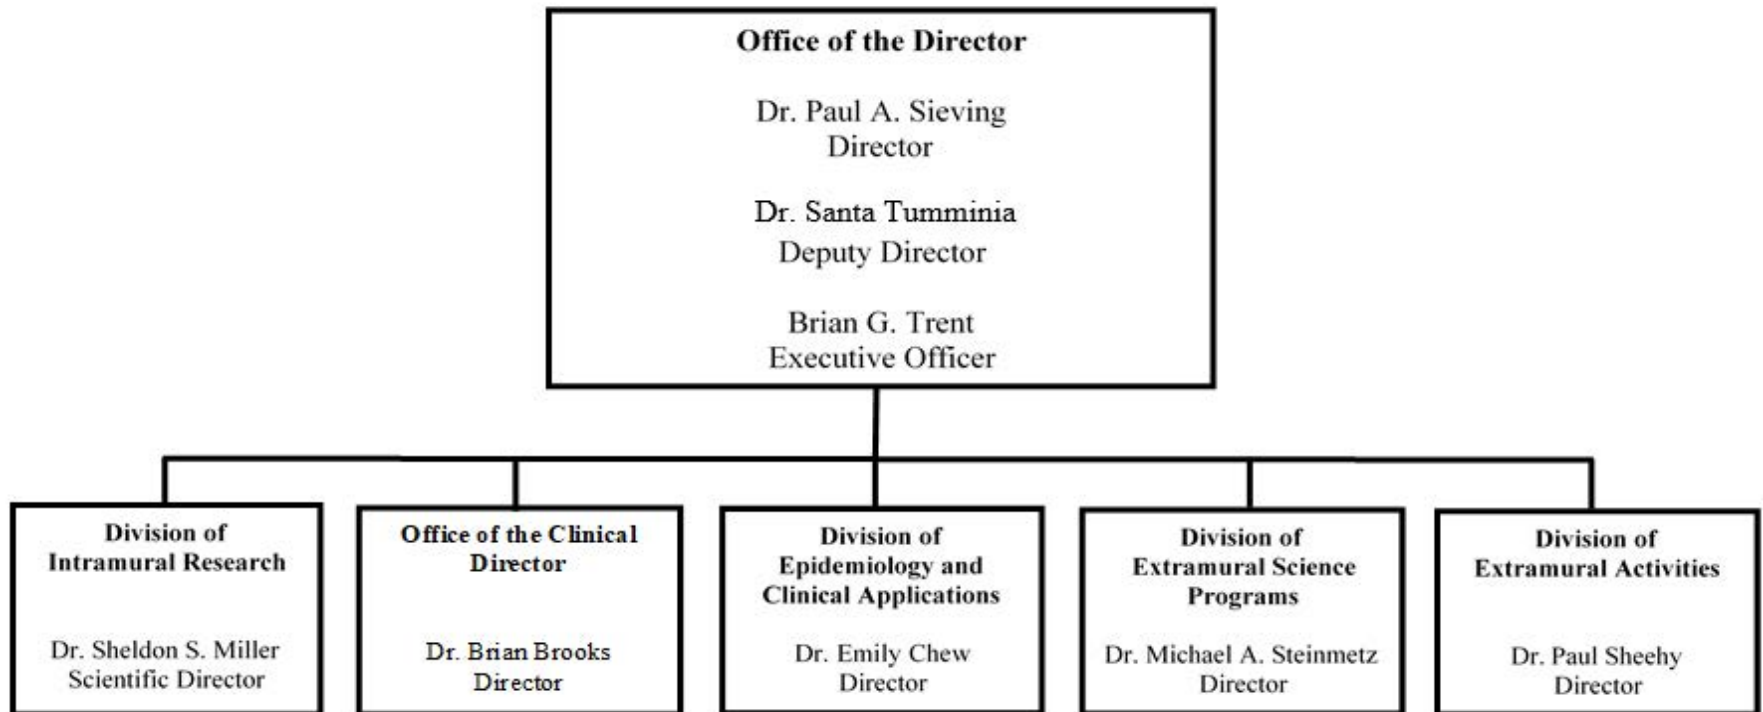 Office of the Director
Dr. Paul A. Sieving
Director
Dr. Santa Tumminia
Deputy Director
Brian G. Trent
Executive Officer
Division of
Intramural Research
Dr. Sheldon S. Miller
Scientific Director
Office of the Clinical
Director
Dr. Brian Brooks
Director
Division of
Epidemiology and
Clinical Applications
Dr. Emily Chew
Director
Division of
Extramural Science
Programs
Dr. Michael A. Steinmetz
Director
Division of
Extramural Activities
Dr. Paul Sheehy
Director